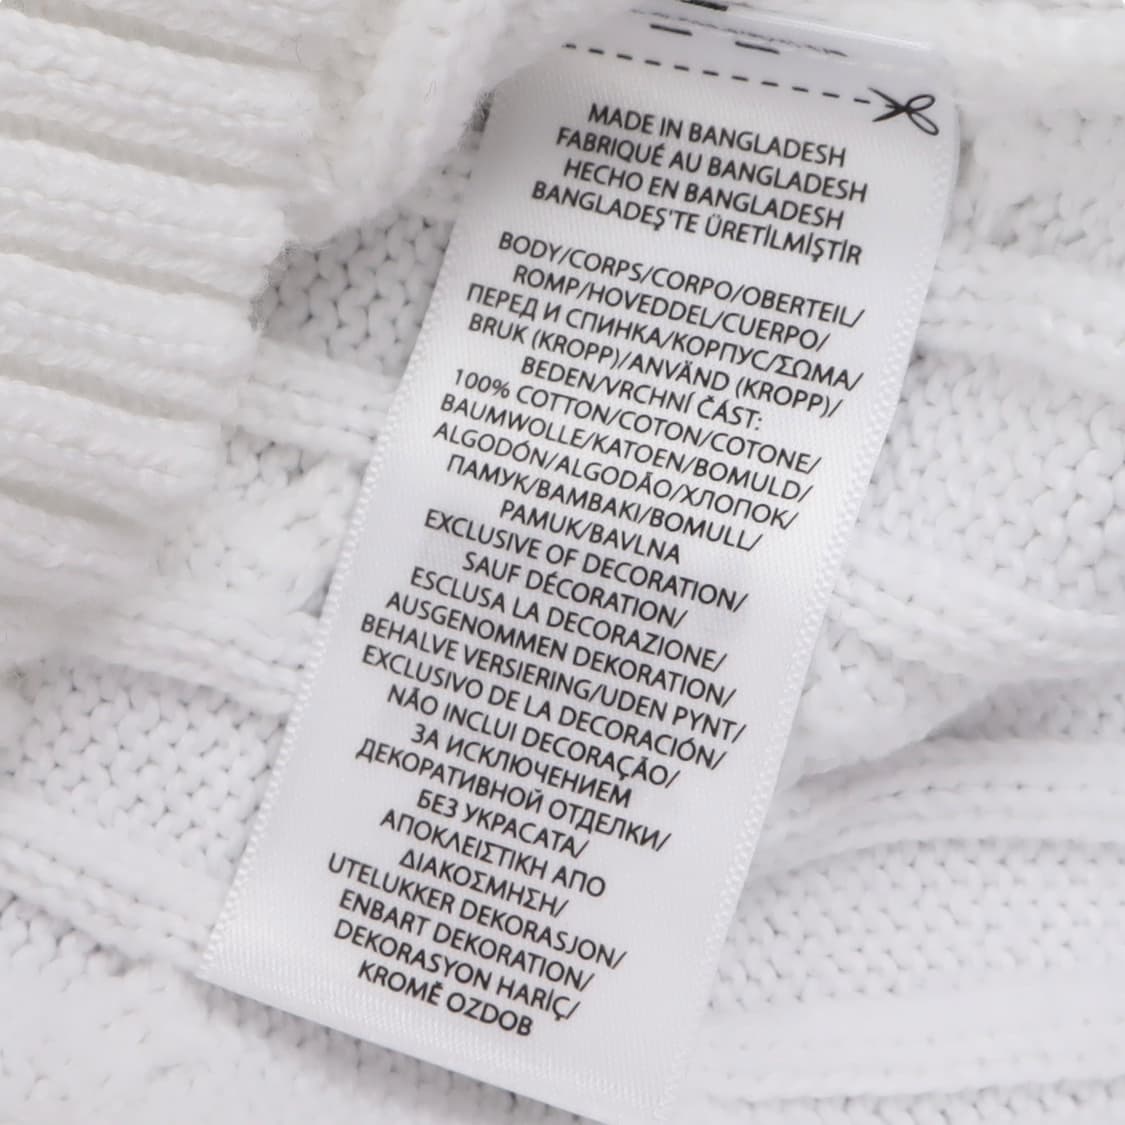 MADE IN BANGLADESH
FABRIQUÉ AU BANGLADESH
HECHO EN BANGLADESH
BANGLADEŞ'TE ÜRETİLMİŞTİR
BODY/CORPS/CORPO/OBERTEIL/
ROMP/HOVEDDEL/CUERPO/
ПЕРЕД И СПИНКА/КОРПУС/ΣΩΜΑ/
BRUK (KROPP)/ANVÄND (KROPP)/
BEDEN/VRCHNÍ ČÁST:
100% COTTON/COTON/COTONE/
BAUMWOLLE/KATOEN/BOMULD/
ALGODÓN/ALGODÃO/ХЛОПОК/
ПАМУК/ΒΑΜΒΑΚΙ/BOMULL/
PAMUK/BAVLNA
EXCLUSIVE OF DECORATION/
SAUF DÉCORATION/
ESCLUSA LA DECORAZIONE/
AUSGENOMMEN DEKORATION/
BEHALVE VERSIERING/UDEN PYNT/
EXCLUSIVO DE LA DECORACIÓN/
NÃO INCLUI DECORAÇÃO/
ЗА ИСКЛЮЧЕНИЕМ
ДЕКОРАТИВНОЙ ОТДЕЛКИ/
БЕЗ УКРАСАТА/
ΑΠΟΚΛΕΙΣΤΙΚΗ ΑΠΟ
ΔΙΑΚΟΣΜΗΣΗ/
UTELUKKER DEKORASJON/
ENBART DEKORATION/
DEKORASYON HARİÇ/
KROMĚ OZDOB